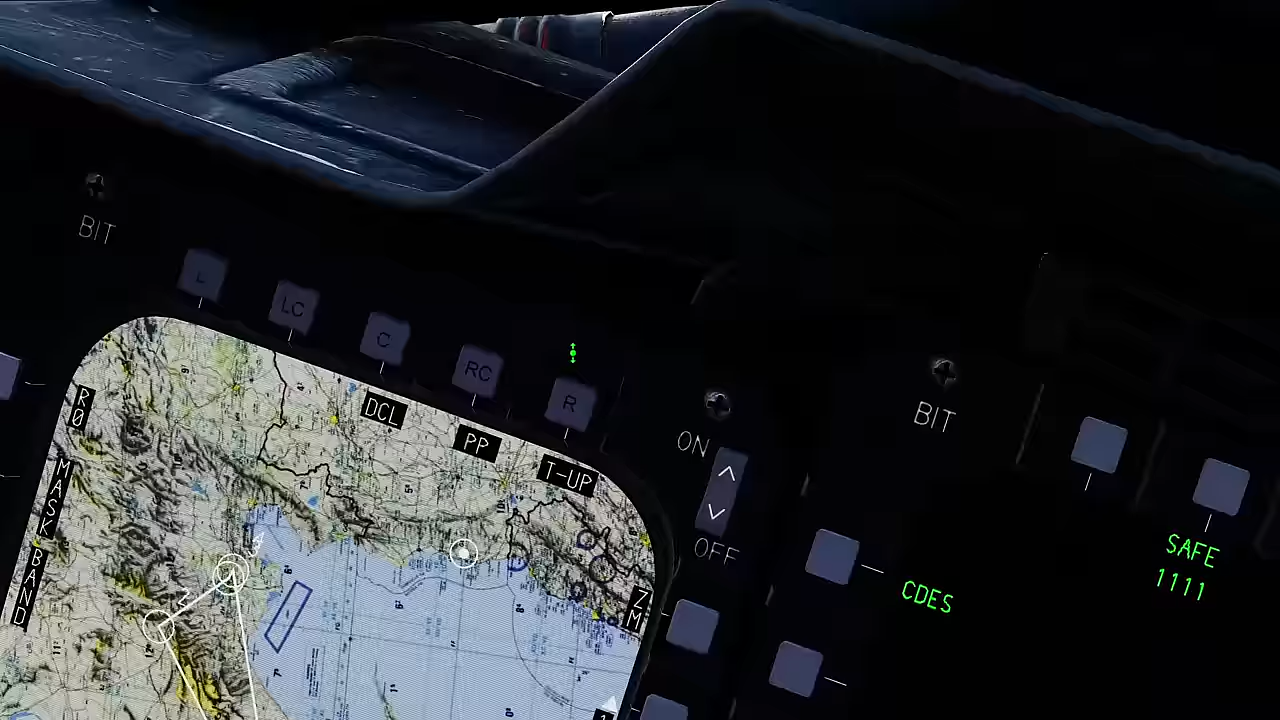 BIT
L
LC
C
RC
R
DCL
PP
T-UP
R0
MASK BAND
ZM
ON
OFF
BIT
CDES
SAFE
1111